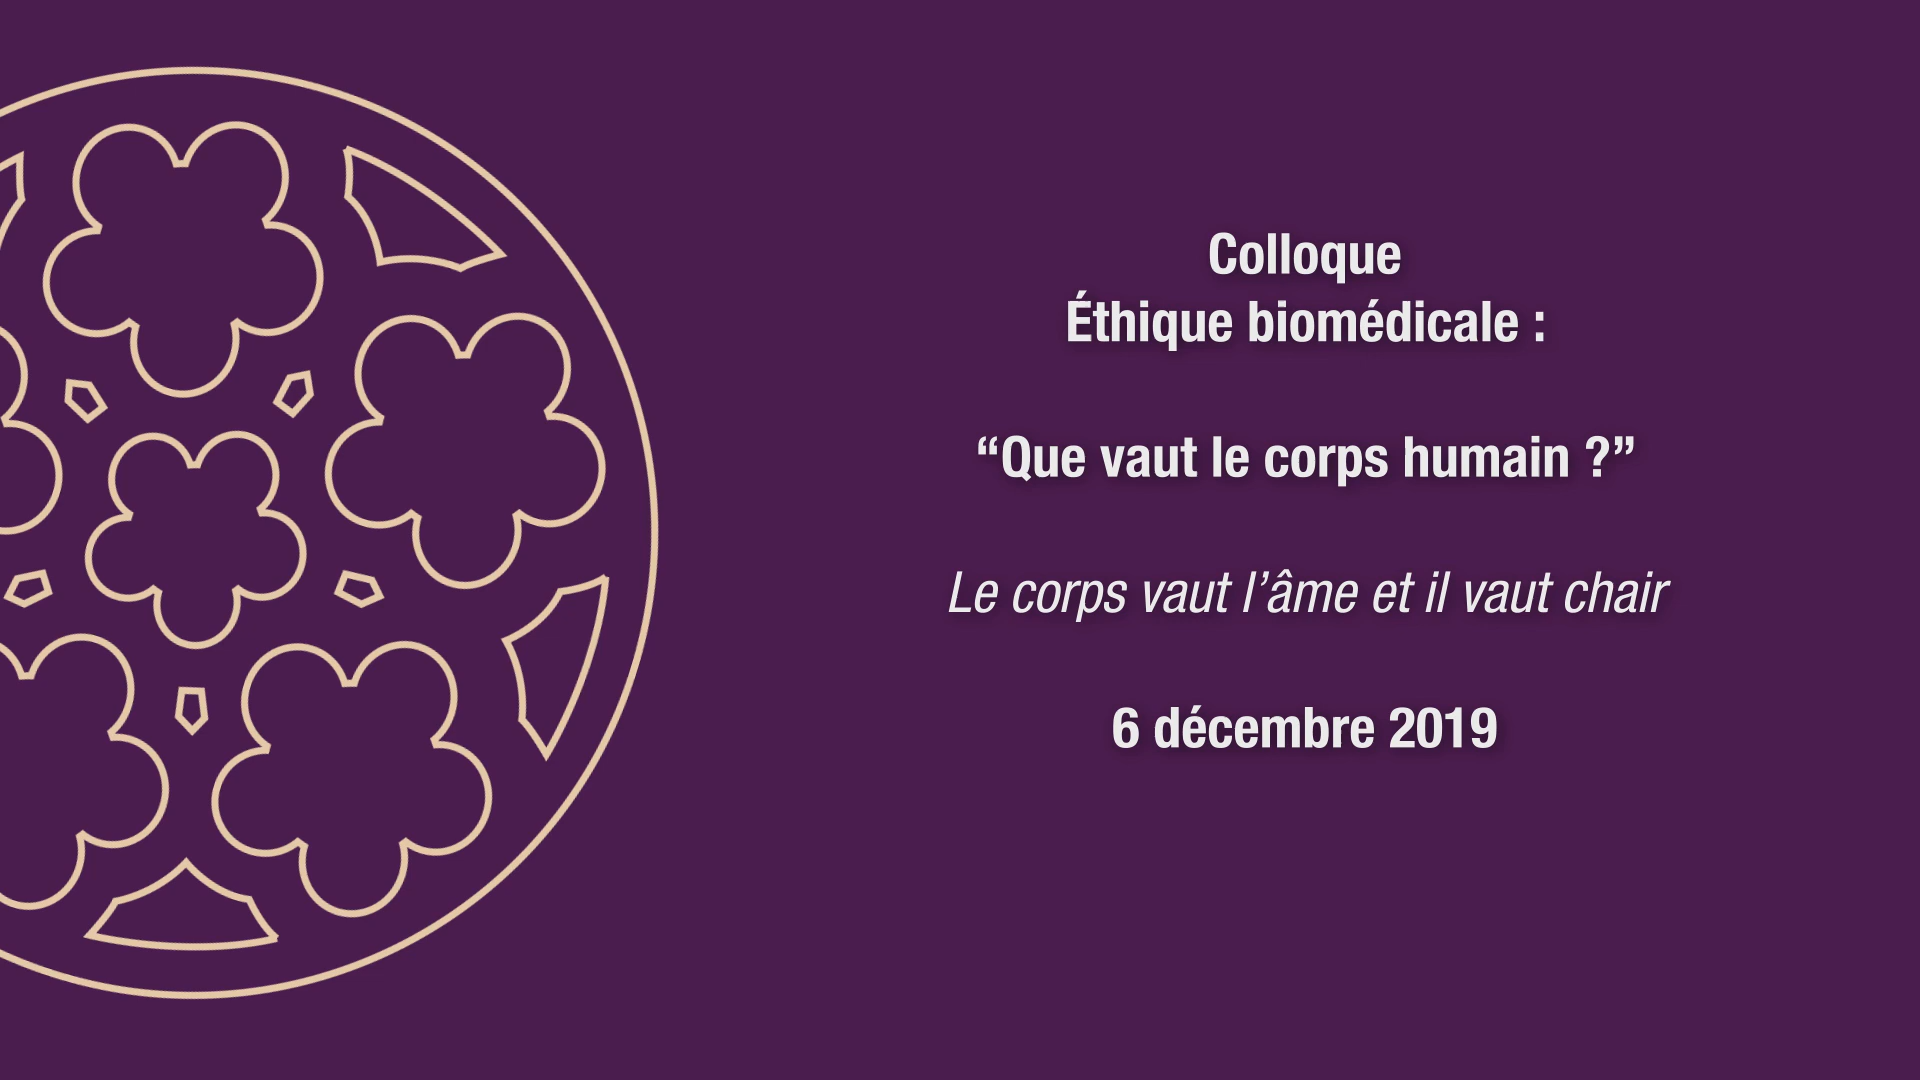 Colloque
Éthique biomédicale :
“Que vaut le corps humain ?”
Le corps vaut l’âme et il vaut chair
6 décembre 2019